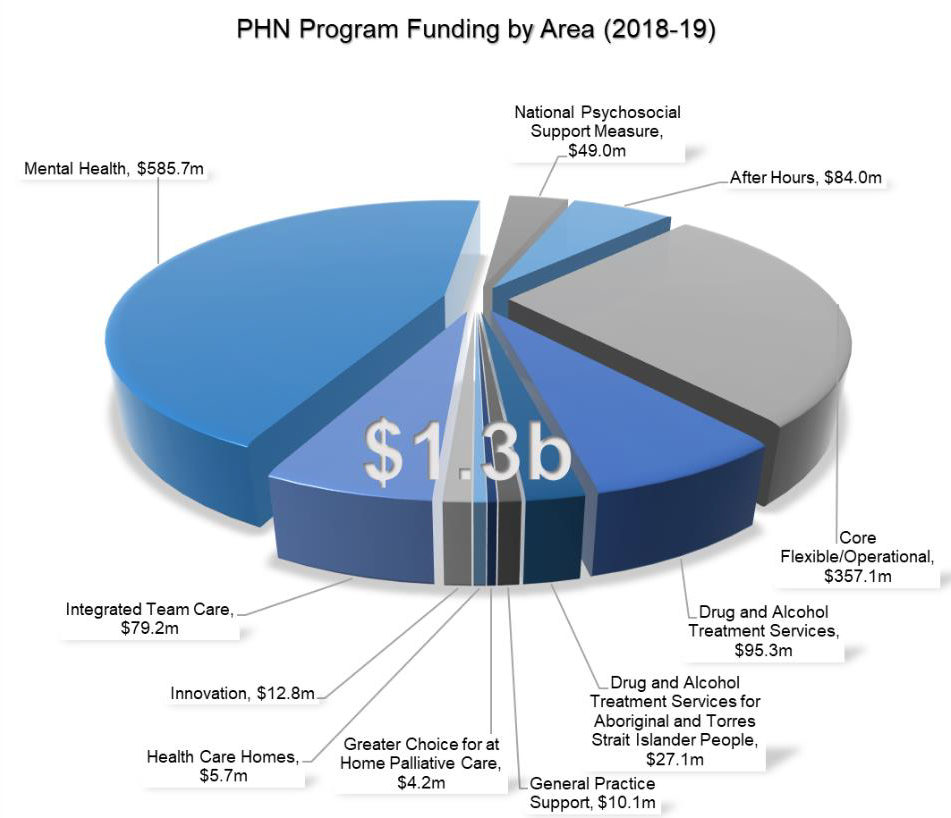 PHN Program Funding by Area (2018-19)
National Psychosocial
Support Measure,
$49.0m
Mental Health, $585.7m
After Hours, $84.0m
$1.3b
Core
Flexible/Operational,
$357.1m
Integrated Team Care,
$79.2m
Drug and Alcohol
Treatment Services,
$95.3m
Innovation, $12.8m
Drug and Alcohol
Treatment Services for
Aboriginal and Torres
Strait Islander People,
$27.1m
Health Care Homes,
$5.7m
Greater Choice for at
Home Palliative Care,
$4.2m
General Practice
Support, $10.1m